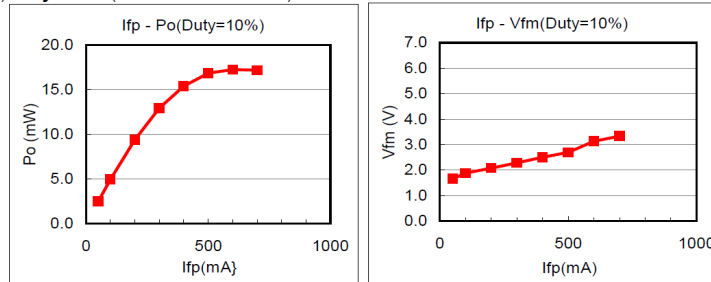 Ifp - Po(Duty=10%)
20.0
15.0
10.0
5.0
0.0
Po (mW)
0 500 1000
Ifp(mA}
Ifp - Vfm(Duty=10%)
7.0
6.0
5.0
4.0
3.0
2.0
1.0
0.0
Vfm (V)
0 500 1000
Ifp(mA)